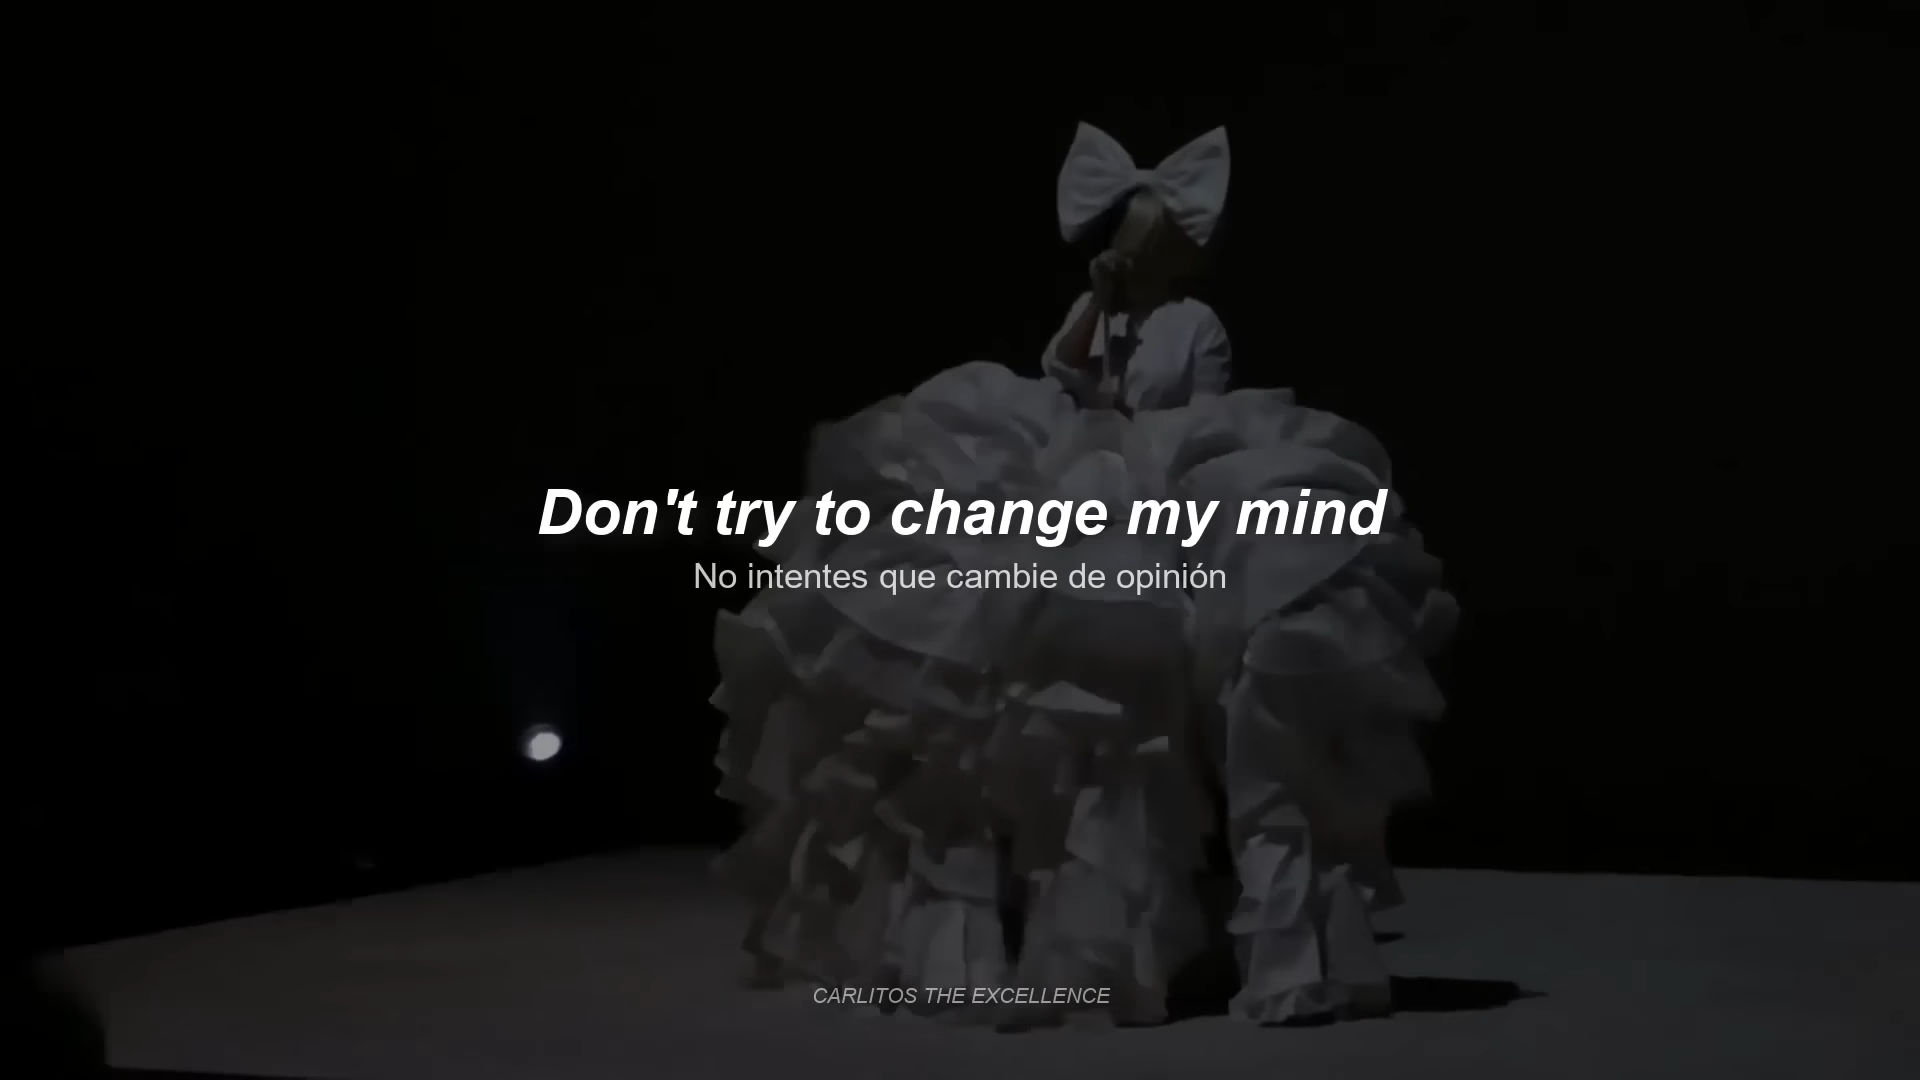 Don't try to change my mind
No intentes que cambie de opinión
CARLITOS THE EXCELLENCE